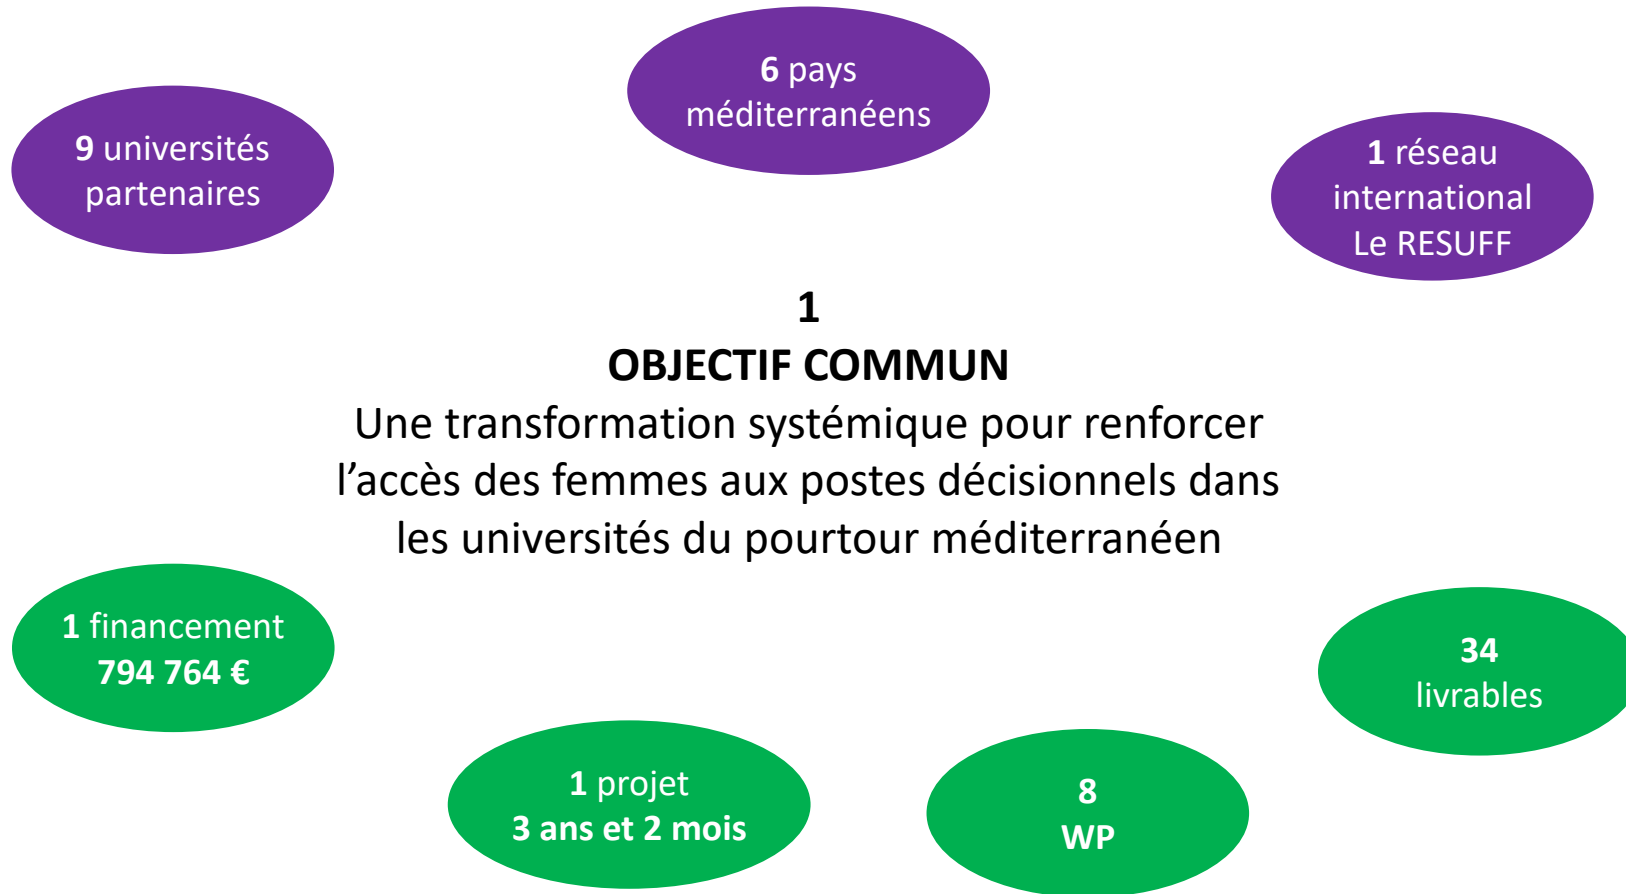 6 pays
méditerranéens
9 universités
partenaires
1 réseau
international
Le RESUFF
1
OBJECTIF COMMUN
Une transformation systémique pour renforcer
l’accès des femmes aux postes décisionnels dans
les universités du pourtour méditerranéen
1 financement
794 764 €
34
livrables
1 projet
3 ans et 2 mois
8
WP